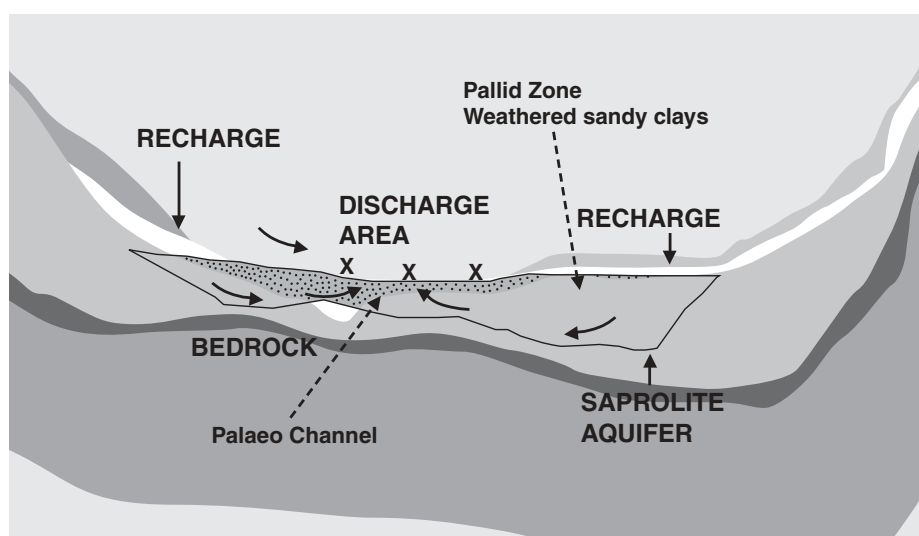 Pallid Zone
Weathered sandy clays
RECHARGE
DISCHARGE
AREA
RECHARGE
X
X
X
BEDROCK
SAPROLITE
AQUIFER
Palaeo Channel